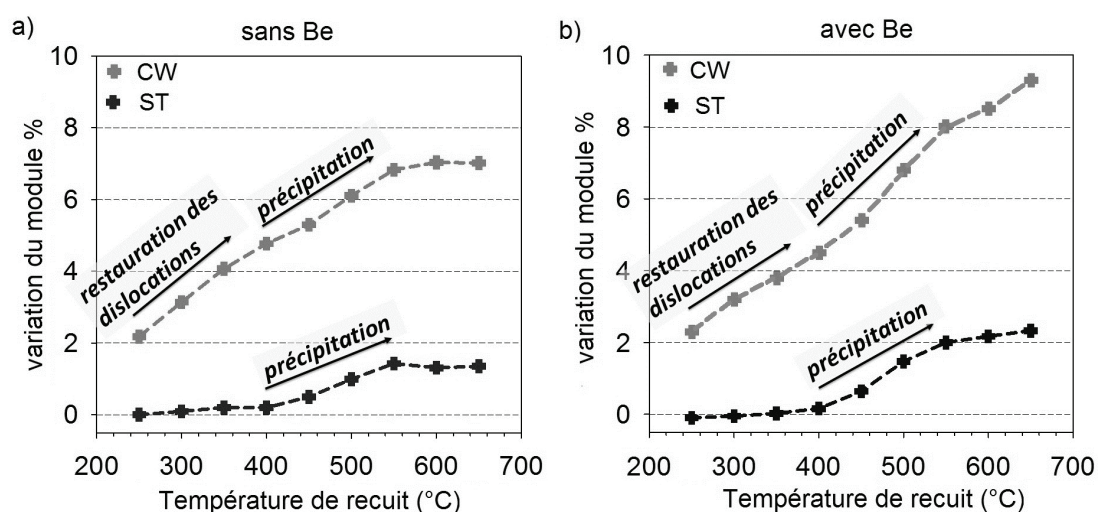 a)
sans Be
variation du module %
10
8
6
4
2
0
CW
ST
restauration des
dislocations
précipitation
précipitation
200 300 400 500 600 700
Température de recuit (°C)
b)
avec Be
variation du module %
10
8
6
4
2
0
CW
ST
restauration des
dislocations
précipitation
précipitation
200 300 400 500 600 700
Température de recuit (°C)